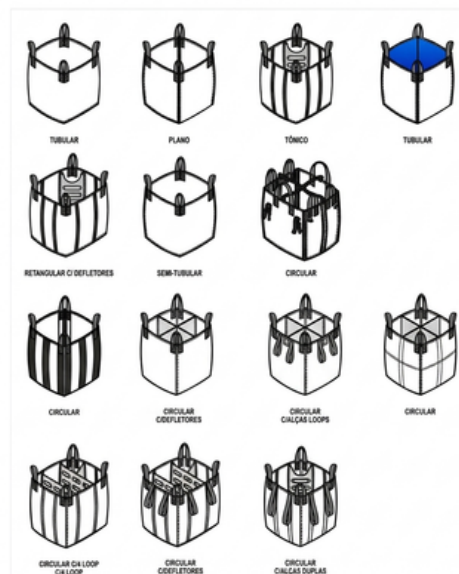 TUBULAR
PLANO
TÔNICO
TUBULAR
RETANGULAR C/ DEFLETORES
SEMI-TUBULAR
CIRCULAR
CIRCULAR
CIRCULAR
C/DEFLETORES
CIRCULAR
C/ALÇAS LOOPS
CIRCULAR
CIRCULAR C/4 LOOP
C/4 LOOP
CIRCULAR
C/DEFLETORES
CIRCULAR
C/ALÇAS DUPLAS